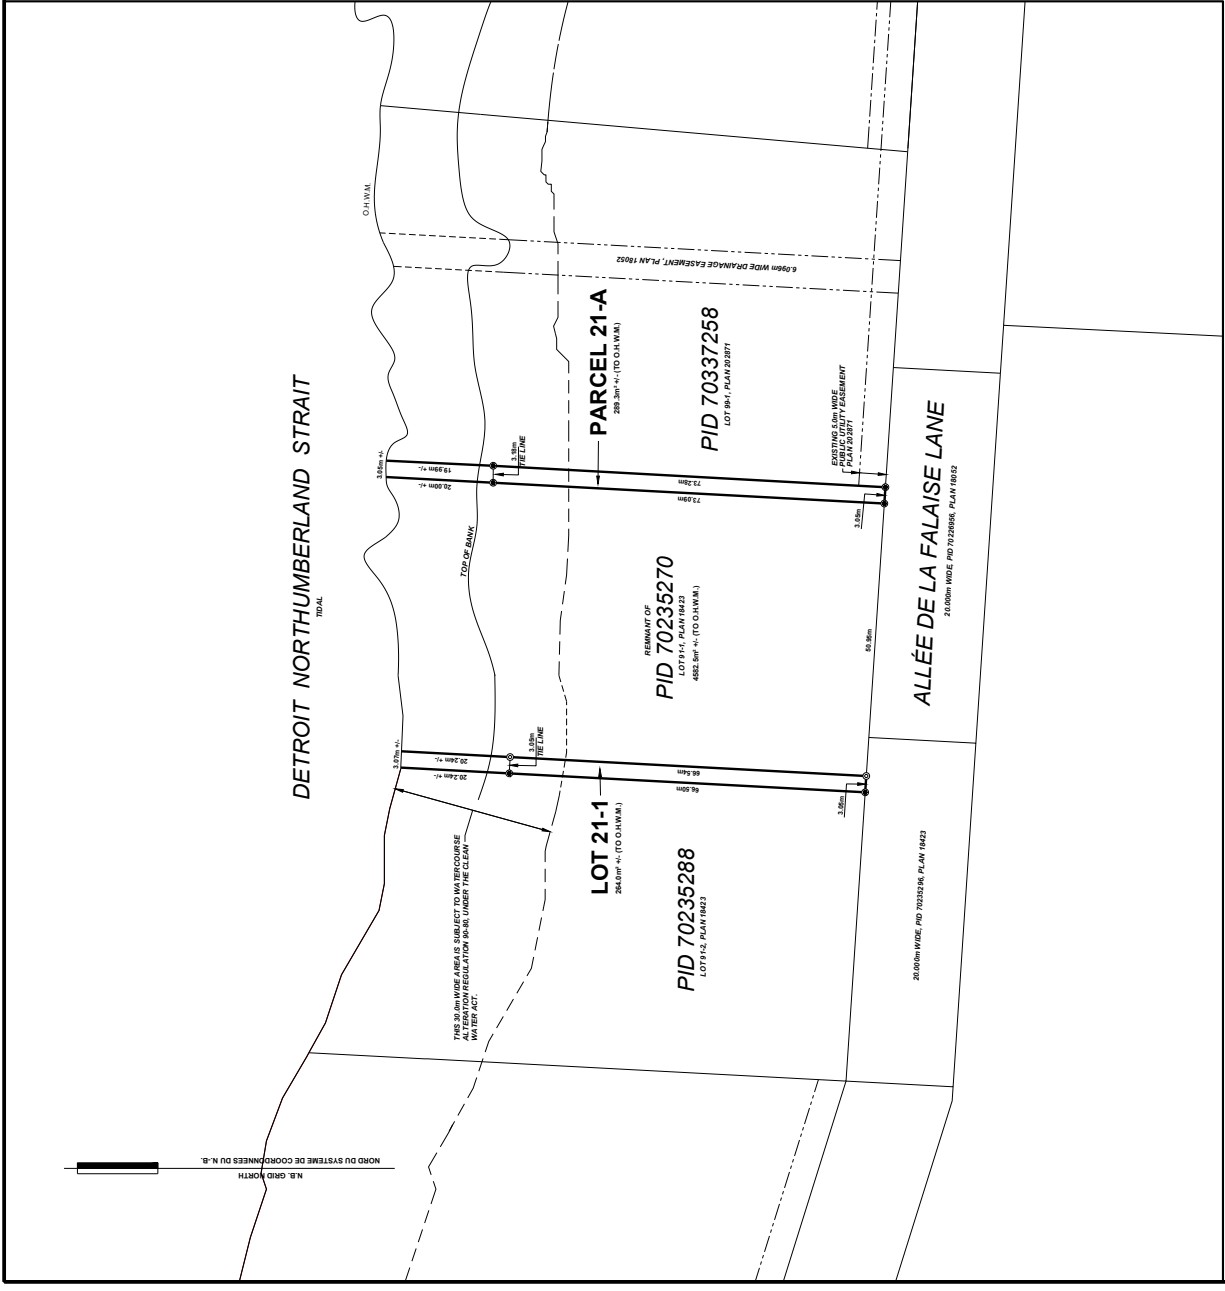 DETROIT NORTHUMBERLAND STRAIT
TIDAL
O.H.W.M.
TOP OF BANK
6.096m WIDE DRAINAGE EASEMENT, PLAN 18052
PARCEL 21-A
289.3m² +/- (TO O.H.W.M.)
PID 70337258
LOT 99-1, PLAN 202871
EXISTING 5.0m WIDE
PUBLIC UTILITY EASEMENT
PLAN 202871
3.05m +/-
19.99m +/-
20.00m +/-
3.18m
TIE LINE
73.28m
73.09m
3.05m
REMNANT OF
PID 70235270
LOT 91-1, PLAN 18423
4582.5m² +/- (TO O.H.W.M.)
50.95m
ALLÉE DE LA FALAISE LANE
20.000m WIDE, PID 70226956, PLAN 18052
3.07m +/-
20.24m +/-
20.24m +/-
3.05m
TIE LINE
66.54m
66.50m
3.05m
LOT 21-1
264.0m² +/- (TO O.H.W.M.)
PID 70235288
LOT 91-2, PLAN 18423
20.000m WIDE, PID 70235296, PLAN 18423
THIS 30.0m WIDE AREA IS SUBJECT TO WATERCOURSE
ALTERATION REGULATION 90-80, UNDER THE CLEAN
WATER ACT.
NORD DU SYSTEME DE COORDONNEES DU N.-B.
N.B. GRID NORTH